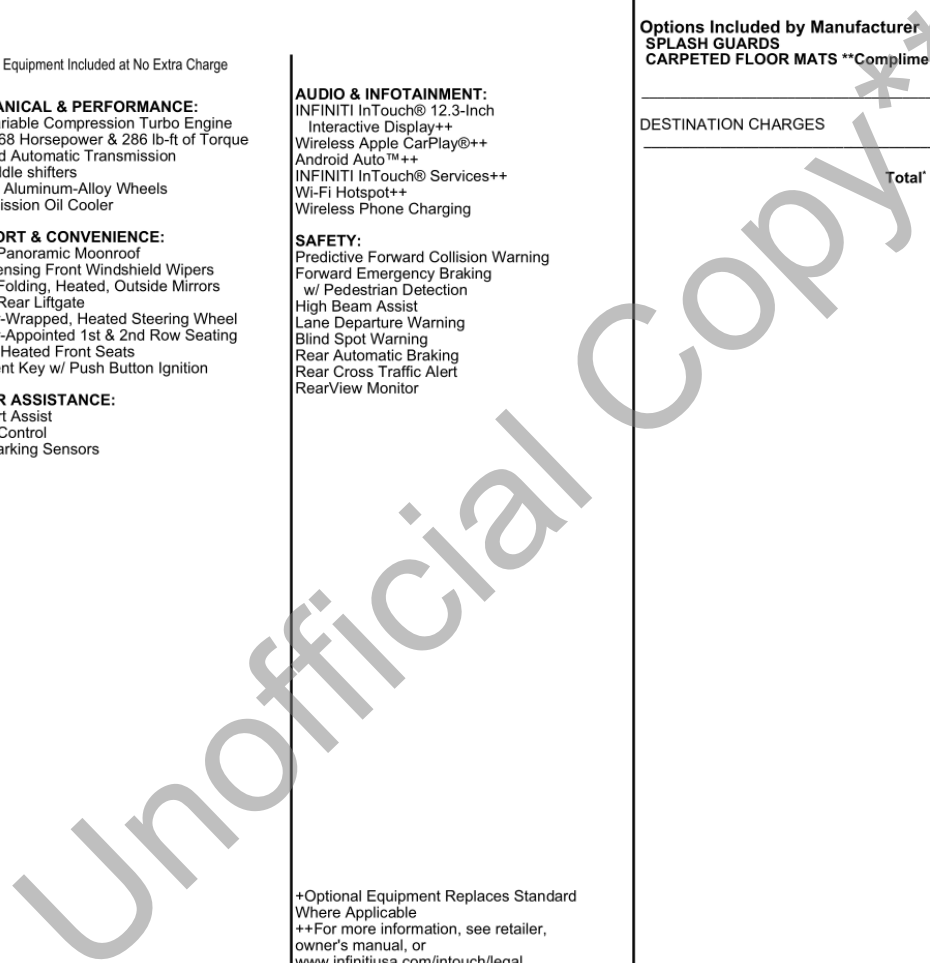 Equipment Included at No Extra Charge
ANICAL & PERFORMANCE:
ariable Compression Turbo Engine
68 Horsepower & 286 lb-ft of Torque
d Automatic Transmission
ddle shifters
Aluminum-Alloy Wheels
ission Oil Cooler
ORT & CONVENIENCE:
Panoramic Moonroof
ensing Front Windshield Wipers
Folding, Heated, Outside Mirrors
Rear Liftgate
-Wrapped, Heated Steering Wheel
-Appointed 1st & 2nd Row Seating
Heated Front Seats
ent Key w/ Push Button Ignition
R ASSISTANCE:
rt Assist
Control
arking Sensors
AUDIO & INFOTAINMENT:
INFINITI InTouch® 12.3-Inch
Interactive Display++
Wireless Apple CarPlay®++
Android Auto™++
INFINITI InTouch® Services++
Wi-Fi Hotspot++
Wireless Phone Charging
SAFETY:
Predictive Forward Collision Warning
Forward Emergency Braking
w/ Pedestrian Detection
High Beam Assist
Lane Departure Warning
Blind Spot Warning
Rear Automatic Braking
Rear Cross Traffic Alert
RearView Monitor
+Optional Equipment Replaces Standard
Where Applicable
++For more information, see retailer,
owner's manual, or
www.infinitiusa.com/intouch/legal
Options Included by Manufacturer
SPLASH GUARDS
CARPETED FLOOR MATS **Complime
DESTINATION CHARGES
Total*
Unofficial Copy**